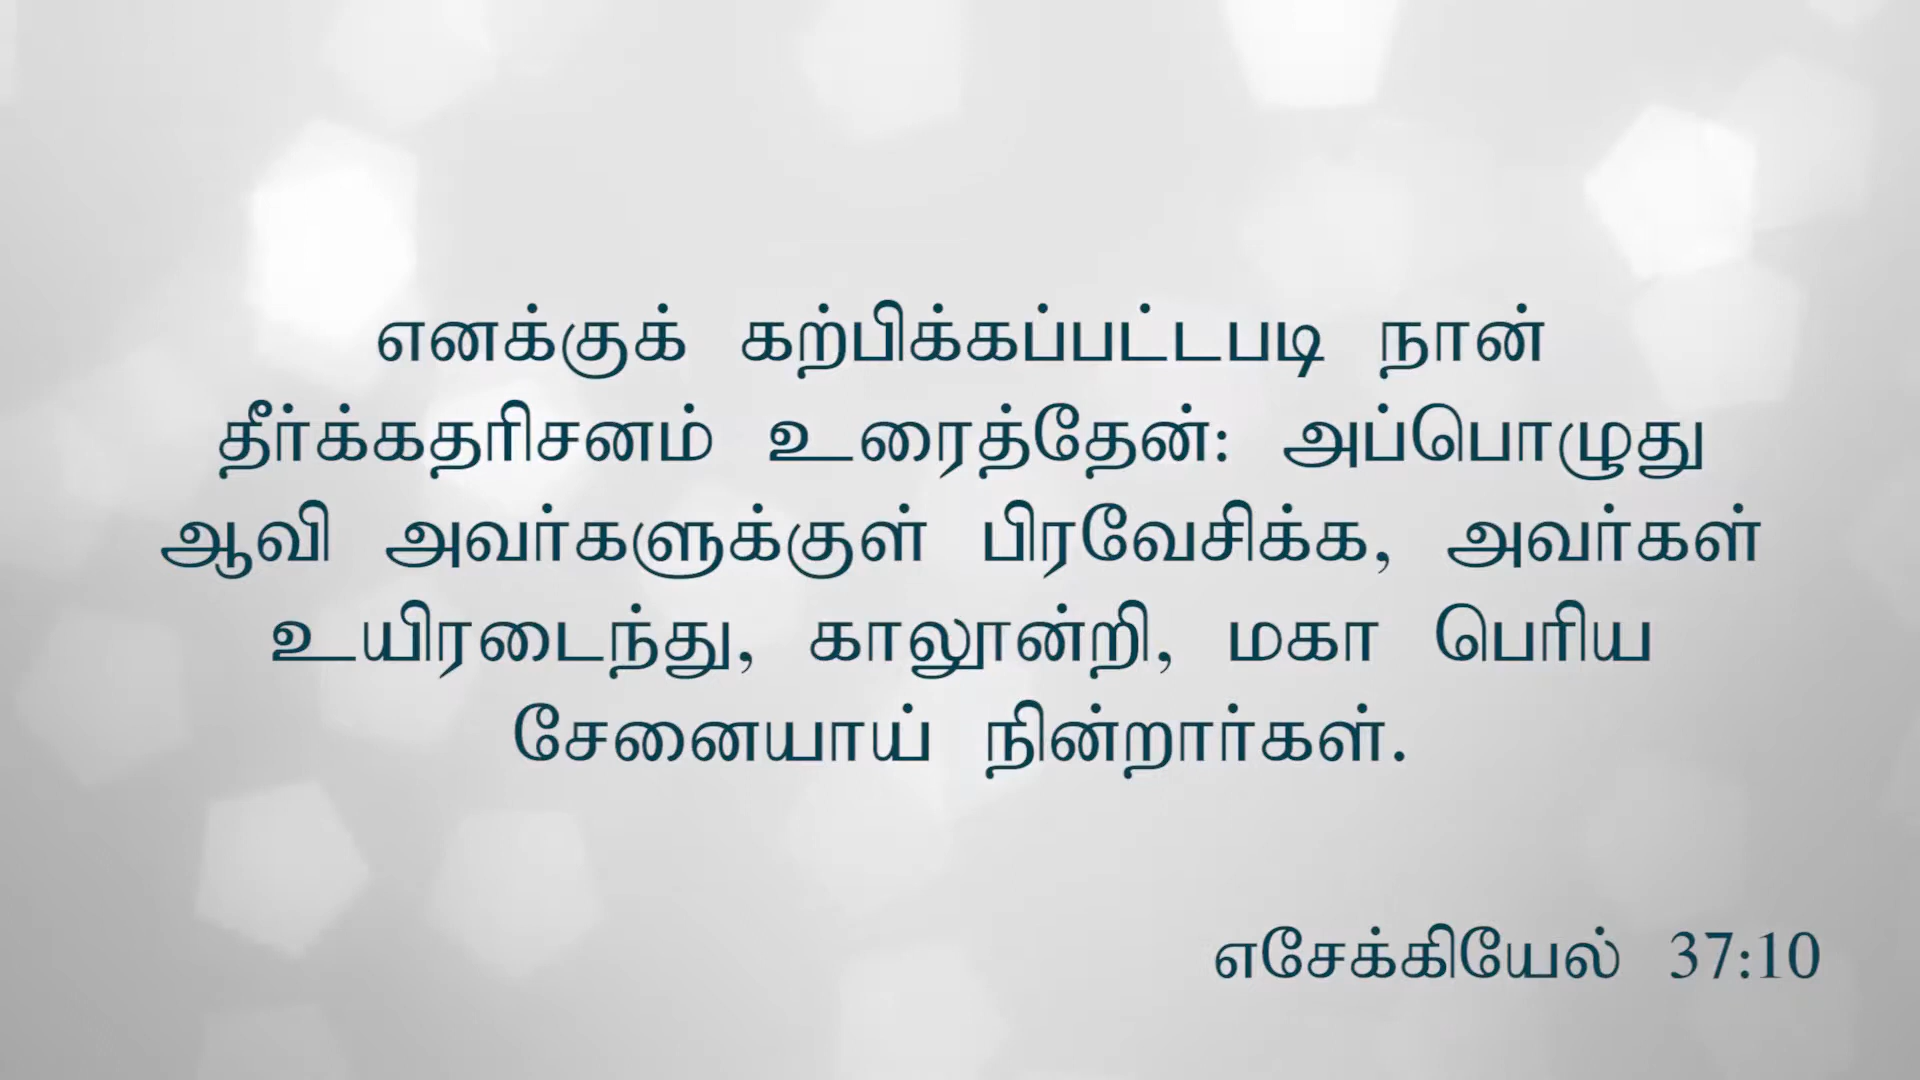 எனக்குக் கற்பிக்கப்பட்டபடி நான்
தீர்க்கதரிசனம் உரைத்தேன்: அப்பொழுது
ஆவி அவர்களுக்குள் பிரவேசிக்க, அவர்கள்
உயிரடைந்து, காலூன்றி, மகா பெரிய
சேனையாய் நின்றார்கள்.
எசேக்கியேல் 37:10